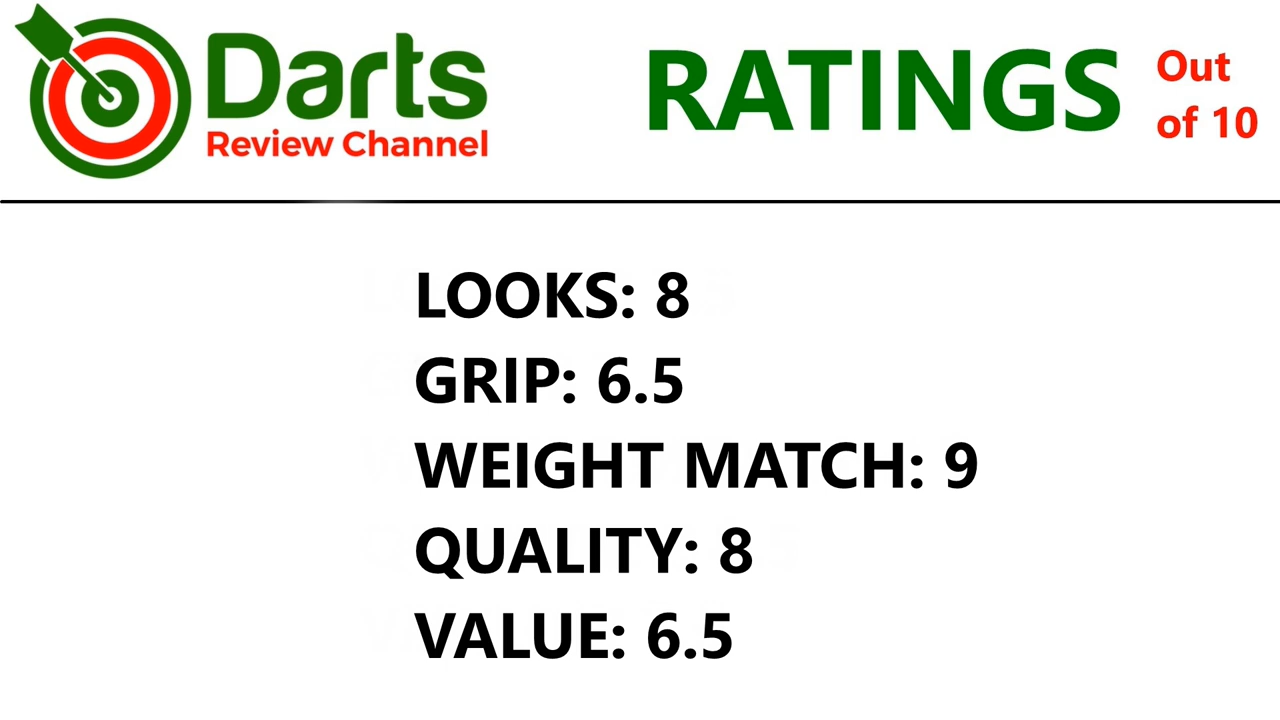 Darts
Review Channel
RATINGS
Out
of 10
LOOKS: 8
GRIP: 6.5
WEIGHT MATCH: 9
QUALITY: 8
VALUE: 6.5